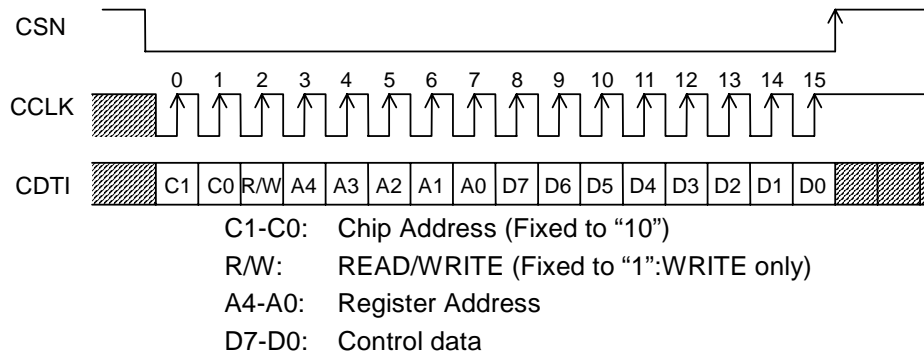 CSN
0 1 2 3 4 5 6 7 8 9 10 11 12 13 14 15
CCLK
CDTI C1 C0 R/W A4 A3 A2 A1 A0 D7 D6 D5 D4 D3 D2 D1 D0
C1-C0: Chip Address (Fixed to “10”)
R/W: READ/WRITE (Fixed to “1”:WRITE only)
A4-A0: Register Address
D7-D0: Control data